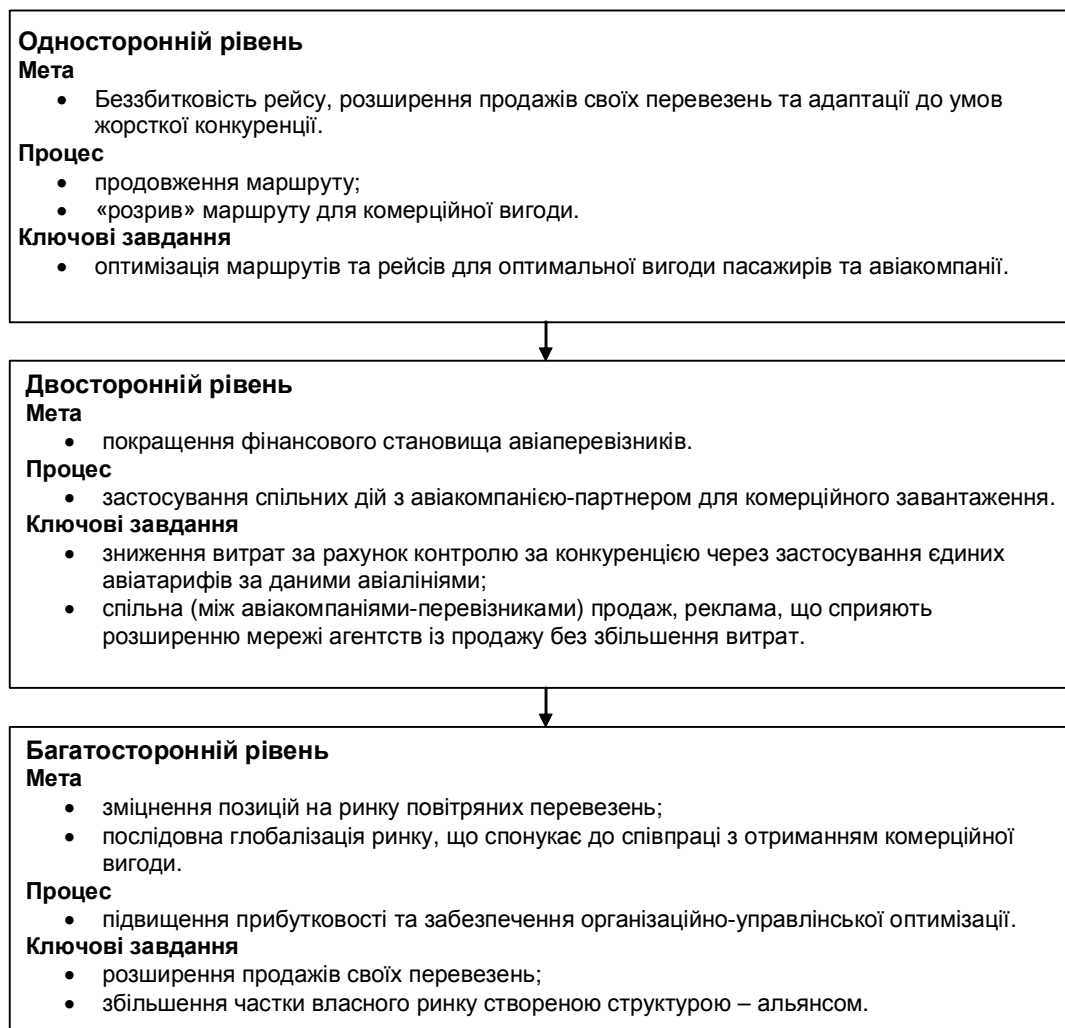 Односторонній рівень
Мета
• Беззбитковість рейсу, розширення продажів своїх перевезень та адаптації до умов
жорсткої конкуренції.
Процес
• продовження маршруту;
• «розрив» маршруту для комерційної вигоди.
Ключові завдання
• оптимізація маршрутів та рейсів для оптимальної вигоди пасажирів та авіакомпанії.
Двосторонній рівень
Мета
• покращення фінансового становища авіаперевізників.
Процес
• застосування спільних дій з авіакомпанією-партнером для комерційного завантаження.
Ключові завдання
• зниження витрат за рахунок контролю за конкуренцією через застосування єдиних
авіатарифів за даними авіалініями;
• спільна (між авіакомпаніями-перевізниками) продаж, реклама, що сприяють
розширенню мережі агентств із продажу без збільшення витрат.
Багатосторонній рівень
Мета
• зміцнення позицій на ринку повітряних перевезень;
• послідовна глобалізація ринку, що спонукає до співпраці з отриманням комерційної
вигоди.
Процес
• підвищення прибутковості та забезпечення організаційно-управлінської оптимізації.
Ключові завдання
• розширення продажів своїх перевезень;
• збільшення частки власного ринку створеною структурою – альянсом.